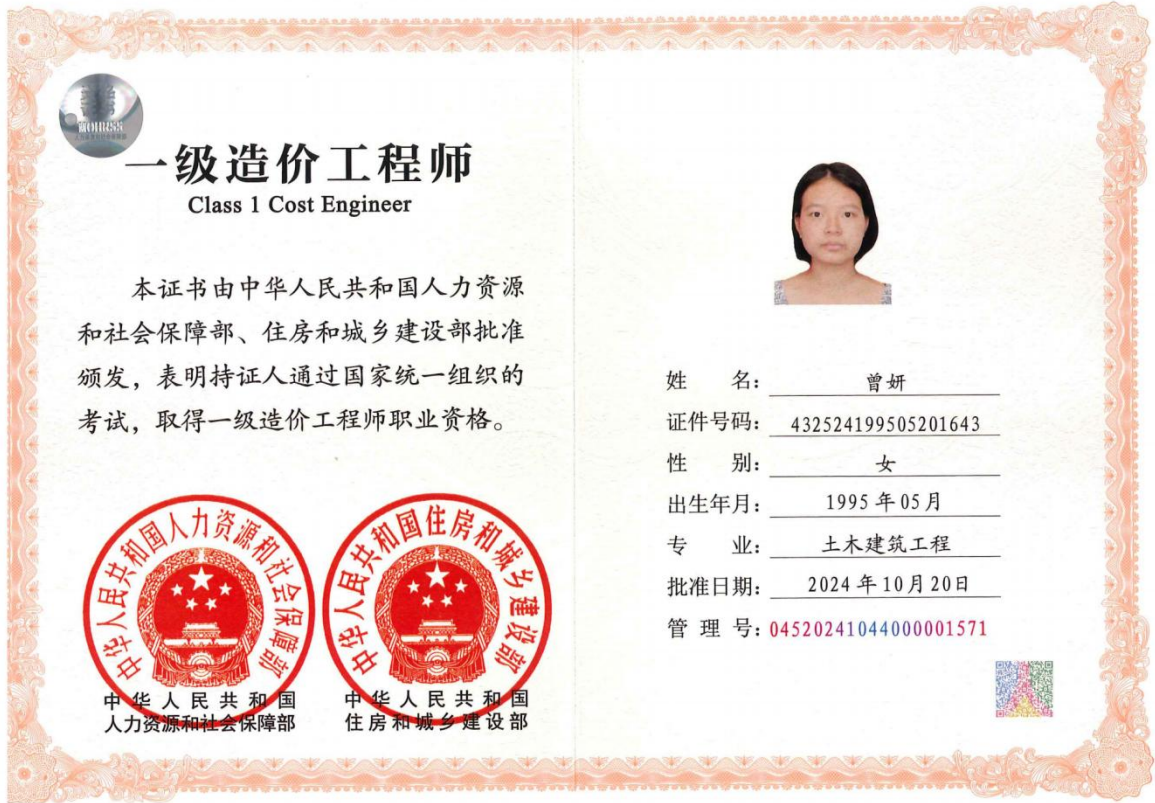 一级造价工程师
Class 1 Cost Engineer
本证书由中华人民共和国人力资源
和社会保障部、住房和城乡建设部批准
颁发，表明持证人通过国家统一组织的
考试，取得一级造价工程师职业资格。
中华人民共和国人力资源和社会保障部
中华人民共和国
人力资源和社会保障部
中华人民共和国住房和城乡建设部
中华人民共和国
住房和城乡建设部
姓 名： 曾妍
证件号码： 432524199505201643
性 别： 女
出生年月： 1995年05月
专 业： 土木建筑工程
批准日期： 2024年10月20日
管 理 号：04520241044000001571